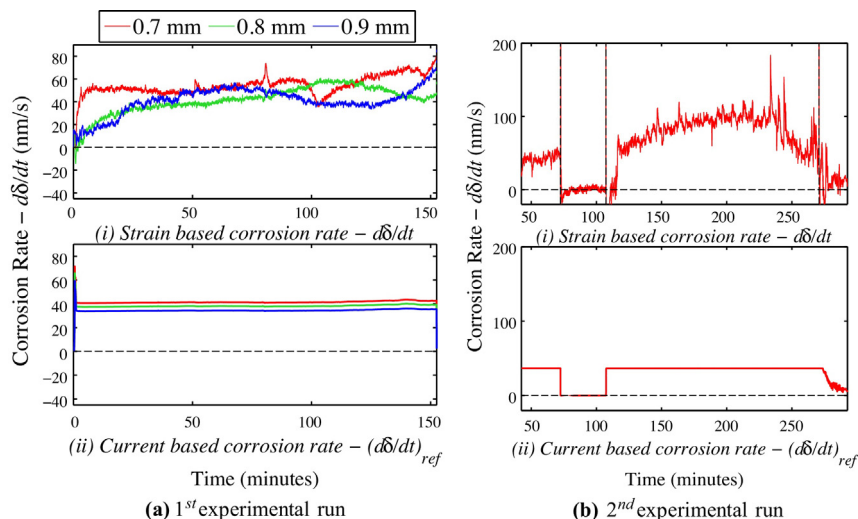 0.7 mm 0.8 mm 0.9 mm
Corrosion Rate – dδ/dt (nm/s)
80
60
40
20
0
−20
−40
0 50 100 150
(i) Strain based corrosion rate – dδ/dt
80
60
40
20
0
−20
−40
0 50 100 150
(ii) Current based corrosion rate – (dδ/dt)ref
Time (minutes)
(a) 1st experimental run
Corrosion Rate – dδ/dt (nm/s)
200
100
0
50 100 150 200 250
(i) Strain based corrosion rate – dδ/dt
200
100
0
50 100 150 200 250
(ii) Current based corrosion rate – (dδ/dt)ref
Time (minutes)
(b) 2nd experimental run